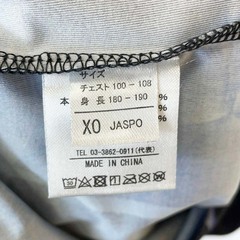 サイズ
チェスト 100 - 108
本 身長 180 - 190 %
%
XO JASPO %
TEL 03-3862-0911 (代表)
MADE IN CHINA